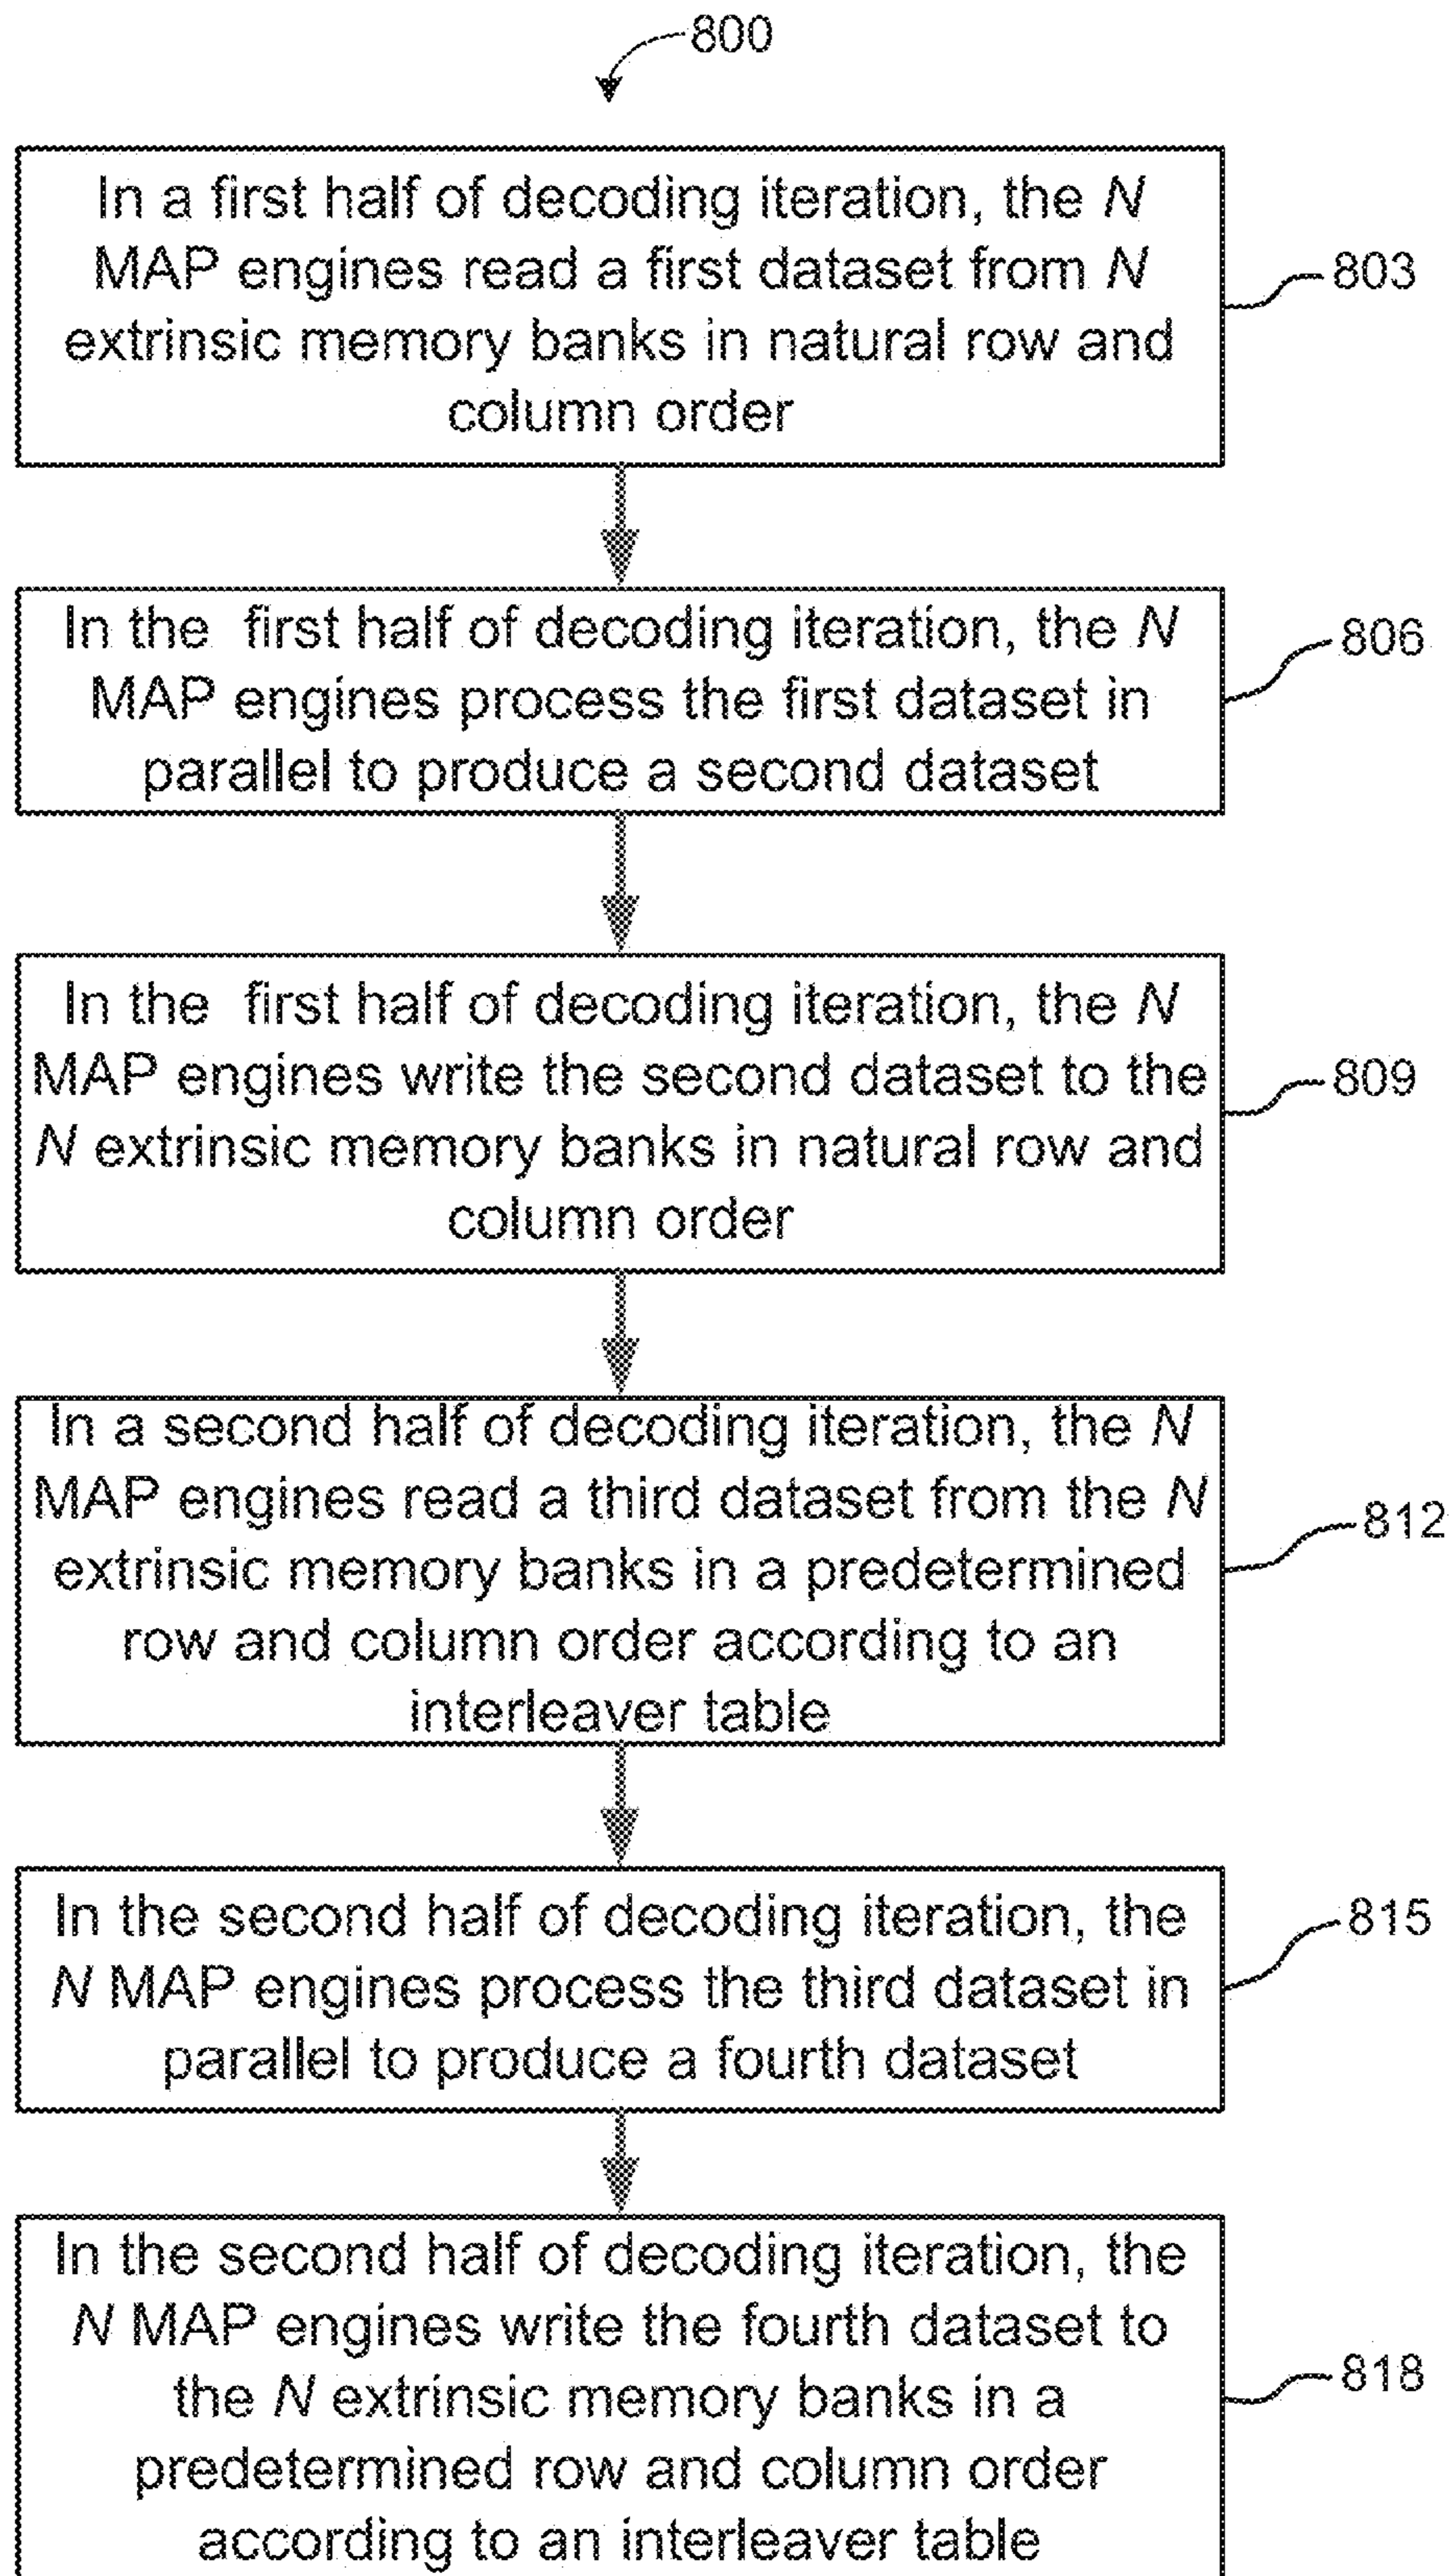 800
In a first half of decoding iteration, the N
MAP engines read a first dataset from N
extrinsic memory banks in natural row and
column order
803
In the first half of decoding iteration, the N
MAP engines process the first dataset in
parallel to produce a second dataset
806
In the first half of decoding iteration, the N
MAP engines write the second dataset to the
N extrinsic memory banks in natural row and
column order
809
In a second half of decoding iteration, the N
MAP engines read a third dataset from the N
extrinsic memory banks in a predetermined
row and column order according to an
interleaver table
812
In the second half of decoding iteration, the
N MAP engines process the third dataset in
parallel to produce a fourth dataset
815
In the second half of decoding iteration, the
N MAP engines write the fourth dataset to
the N extrinsic memory banks in a
predetermined row and column order
according to an interleaver table
818